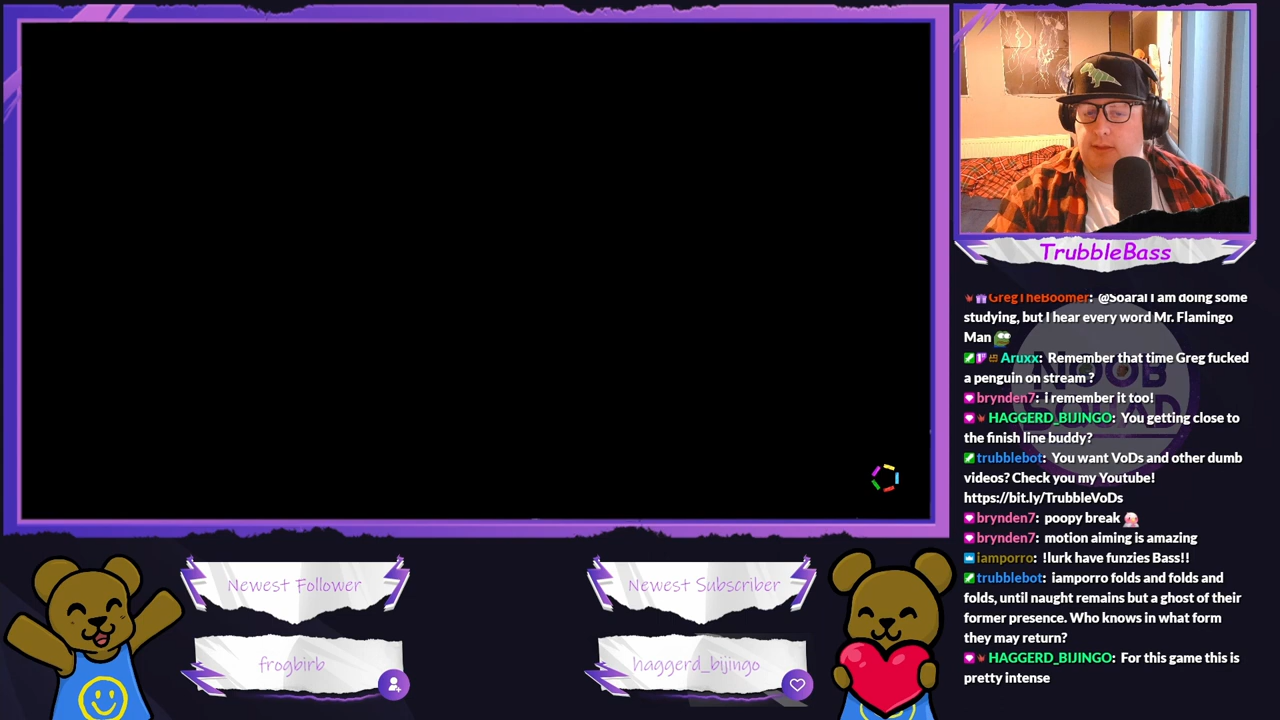 TrubbleBass
GregTheBoomer: @Soaral I am doing some
studying, but I hear every word Mr. Flamingo
Man
Aruxx: Remember that time Greg fucked
a penguin on stream ?
brynden7: i remember it too!
HAGGERD_BIJINGO: You getting close to
the finish line buddy?
trubblebot: You want VoDs and other dumb
videos? Check you my Youtube!
https://bit.ly/TrubbleVoDs
brynden7: poopy break
brynden7: motion aiming is amazing
iamporro: !lurk have funzies Bass!!
trubblebot: iamporro folds and folds and
folds, until naught remains but a ghost of their
former presence. Who knows in what form
they may return?
HAGGERD_BIJINGO: For this game this is
pretty intense
NOOB
SQUAD
Newest Follower
frogbirb
Newest Subscriber
haggerd_bijingo